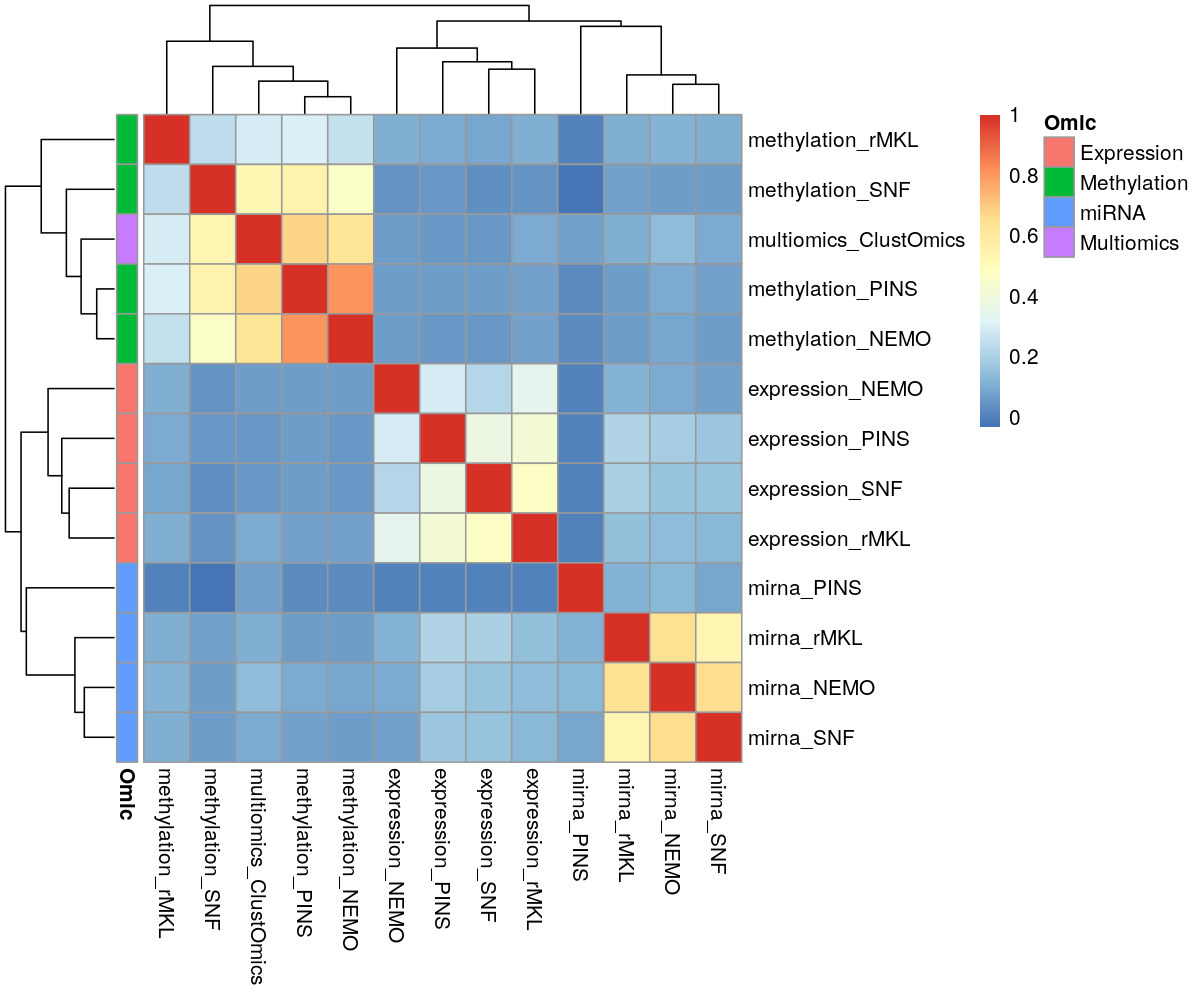 methylation_rMKL
methylation_SNF
multiomics_ClustOmics
methylation_PINS
methylation_NEMO
expression_NEMO
expression_PINS
expression_SNF
expression_rMKL
mirna_PINS
mirna_rMKL
mirna_NEMO
mirna_SNF
1
0.8
0.6
0.4
0.2
0
OmIc
Expression
Methylation
miRNA
Multiomics
OmIc
methylation_rMKL
methylation_SNF
multiomics_ClustOmics
methylation_PINS
methylation_NEMO
expression_NEMO
expression_PINS
expression_SNF
expression_rMKL
mirna_PINS
mirna_rMKL
mirna_NEMO
mirna_SNF